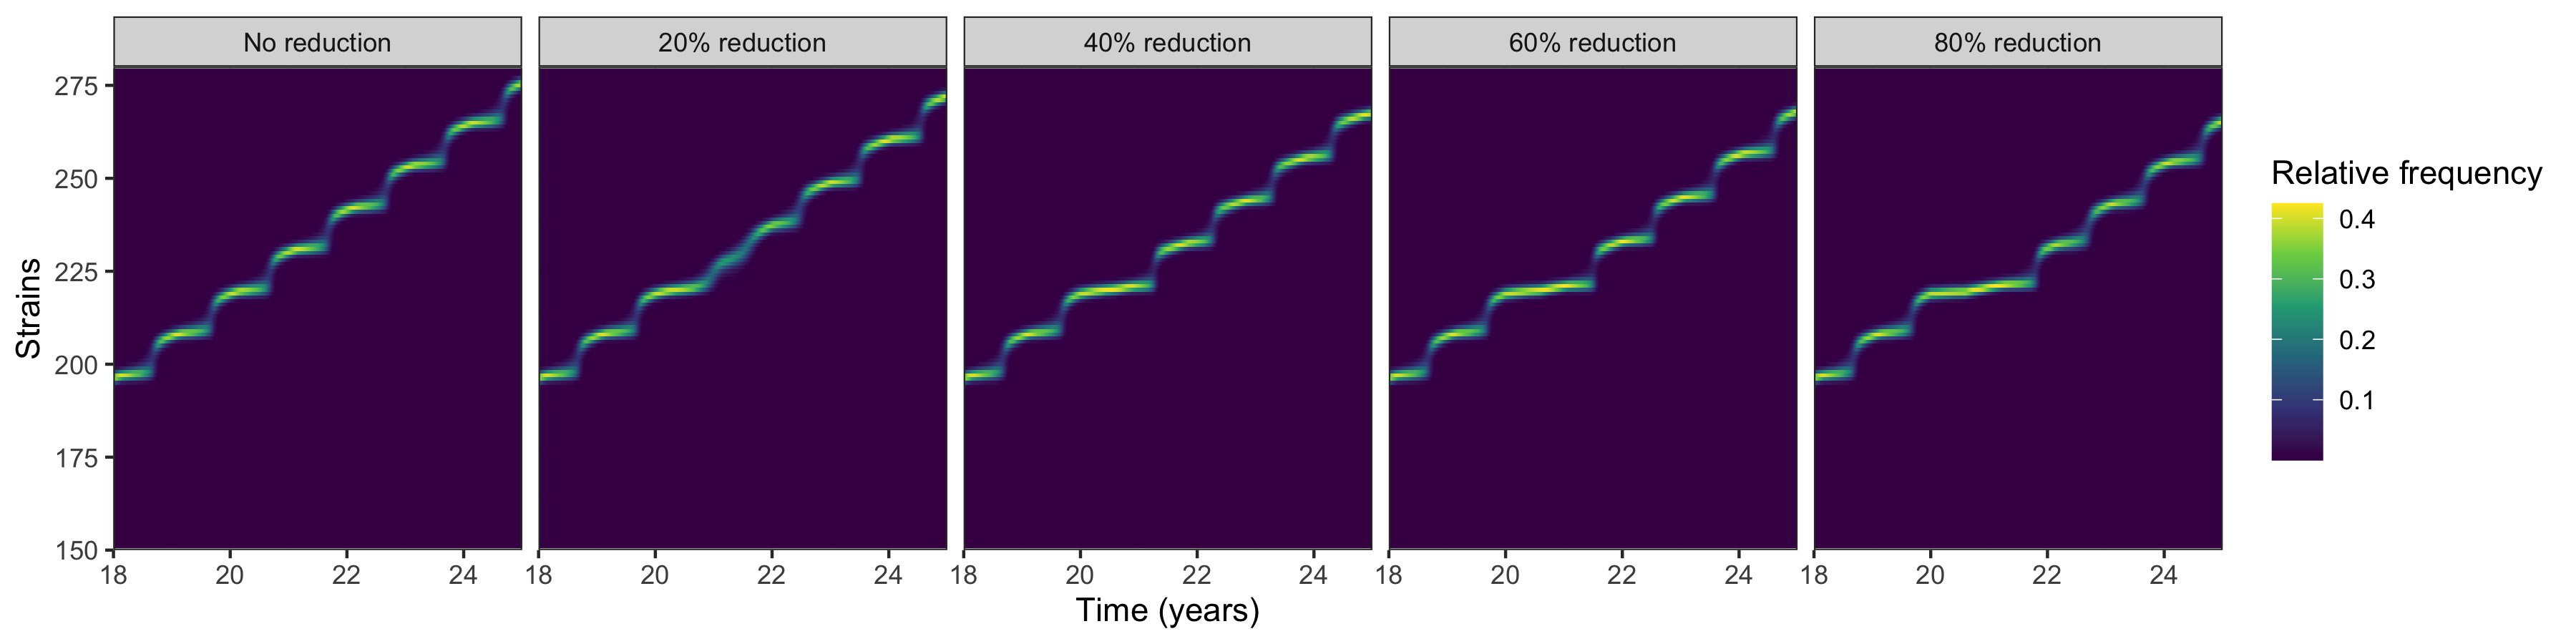 No reduction
20% reduction
40% reduction
60% reduction
80% reduction
Strains
275
250
225
200
175
150
18 20 22 24
18 20 22 24
18 20 22 24
18 20 22 24
18 20 22 24
Time (years)
Relative frequency
0.4
0.3
0.2
0.1